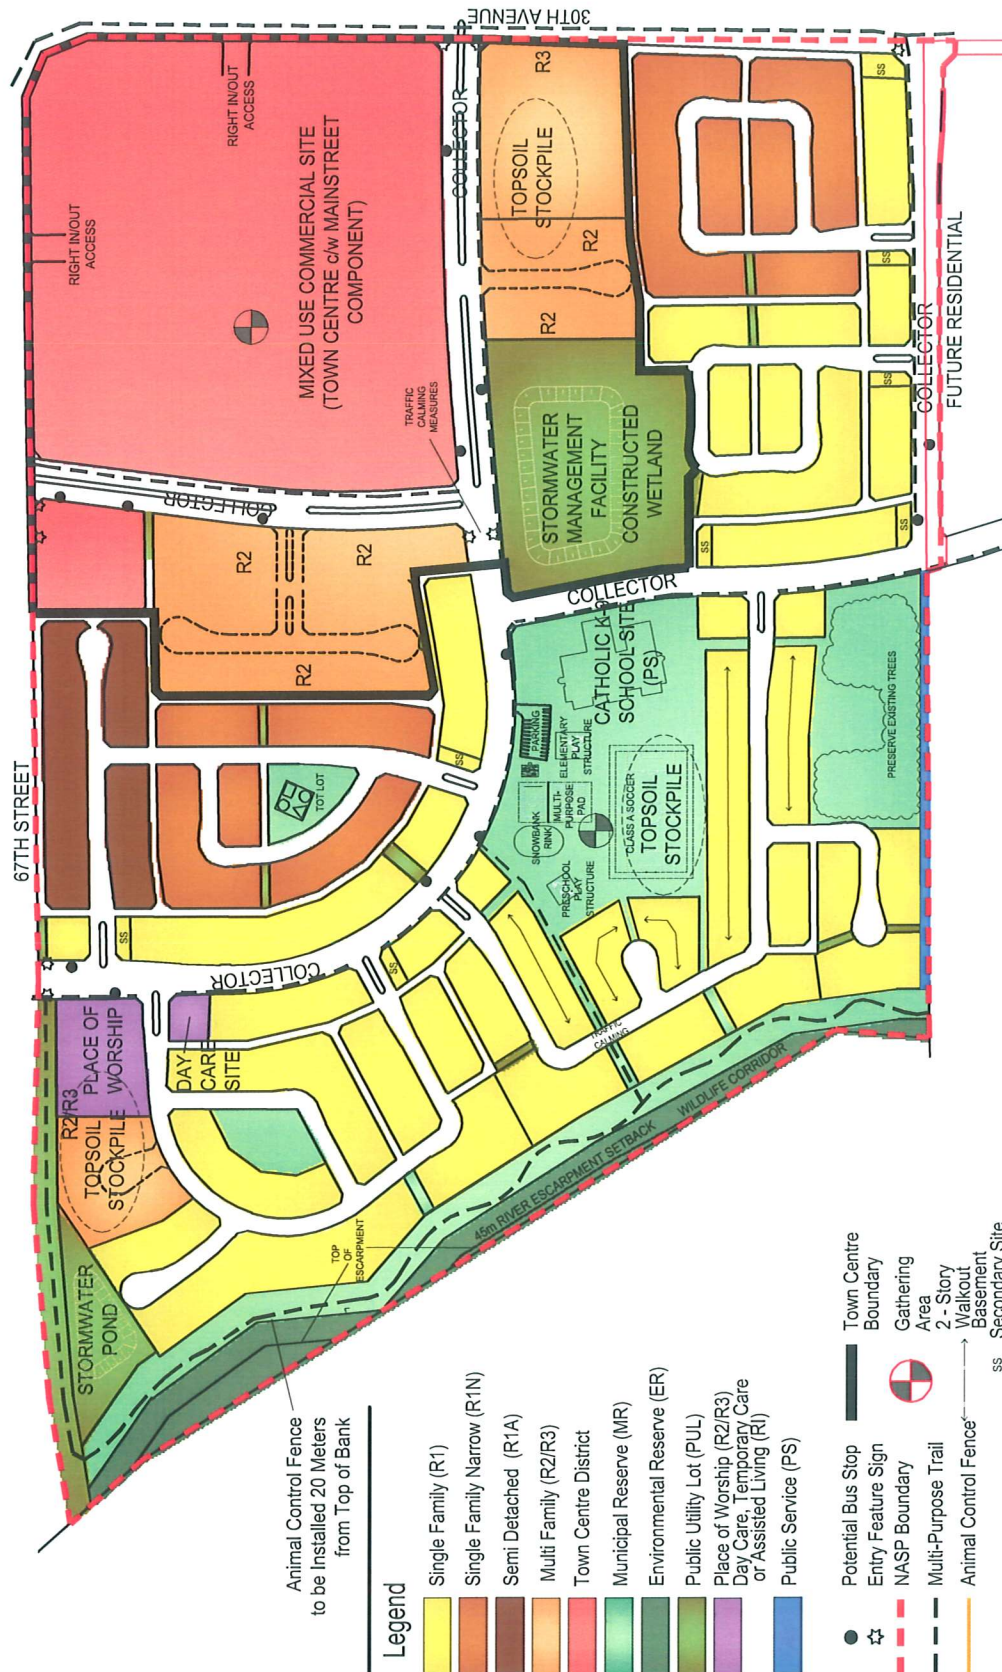 30TH AVENUE
67TH STREET
RIGHT IN/OUT
ACCESS
RIGHT IN/OUT
ACCESS
MIXED USE COMMERCIAL SITE
(TOWN CENTRE c/w MAINSTREET
COMPONENT)
TRAFFIC
CALMING
MEASURES
COLLECTOR
COLLECTOR
R3
TOPSOIL
STOCKPILE
R2
R2
STORMWATER
MANAGEMENT
FACILITY
CONSTRUCTED
WETLAND
SS
SS
SS
SS
SS
COLLECTOR
FUTURE RESIDENTIAL
R2
R2
R2
COLLECTOR
CATHOLIC K-9
SCHOOL SITE
(PS)
PARKING
ELEMENTARY
PLAY
STRUCTURE
MULTI-
PURPOSE
PAD
SNOWBANK
RINK
PRESCHOOL
PLAY
STRUCTURE
CLASS A SOCCER
TOPSOIL
STOCKPILE
PRESERVE EXISTING TREES
TOT LOT
SS
SS
SS
COLLECTOR
PLACE OF
WORSHIP
DAY
CARE
SITE
R2/R3
TOPSOIL
STOCKPILE
STORMWATER
POND
TRAFFIC
CALMING
TOP
OF
ESCARPMENT
45m RIVER ESCARPMENT SETBACK
WILDLIFE CORRIDOR
Animal Control Fence
to be Installed 20 Meters
from Top of Bank
Legend
Single Family (R1)
Single Family Narrow (R1N)
Semi Detached (R1A)
Multi Family (R2/R3)
Town Centre District
Municipal Reserve (MR)
Environmental Reserve (ER)
Public Utility Lot (PUL)
Place of Worship (R2/R3)
Day Care, Temporary Care
or Assisted Living (RI)
Public Service (PS)
Potential Bus Stop
Entry Feature Sign
NASP Boundary
Multi-Purpose Trail
Animal Control Fence
Town Centre
Boundary
Gathering
Area
2 - Story
Walkout
Basement
SS
Secondary Site